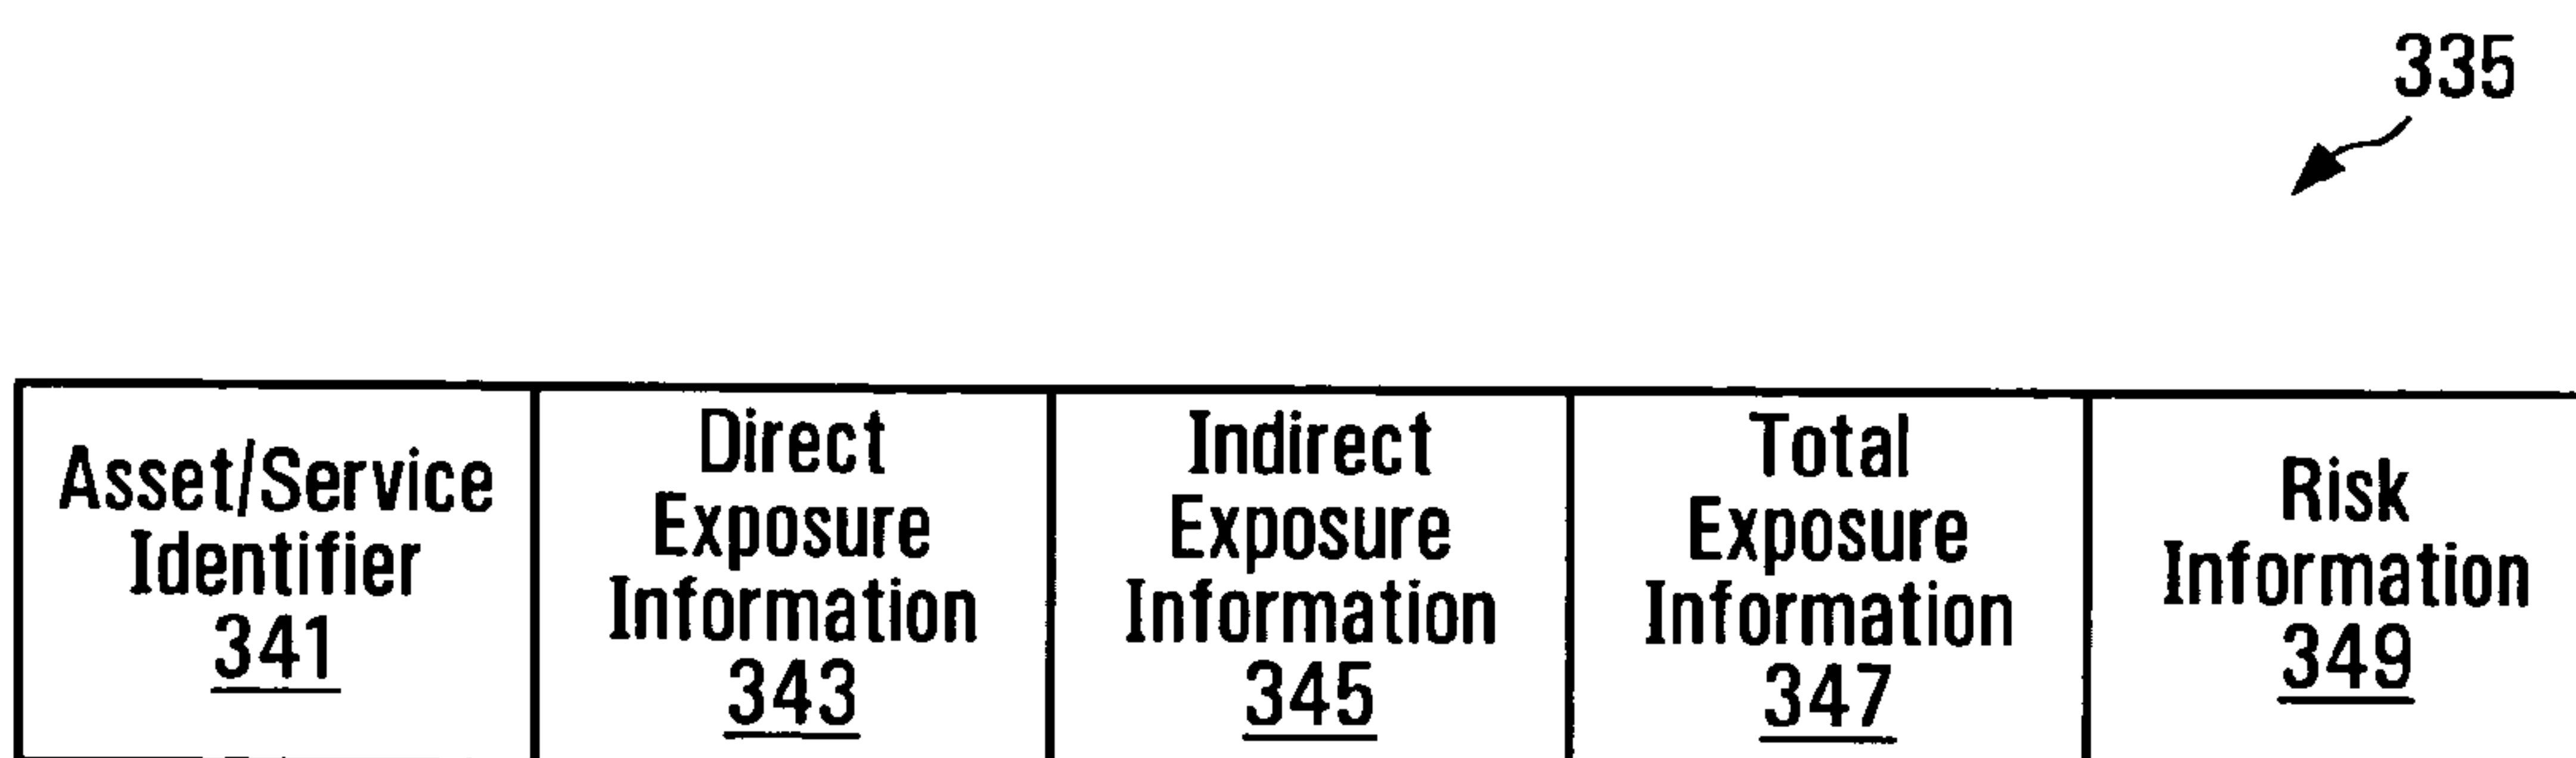 335
Asset/Service
Identifier
341
Direct
Exposure
Information
343
Indirect
Exposure
Information
345
Total
Exposure
Information
347
Risk
Information
349